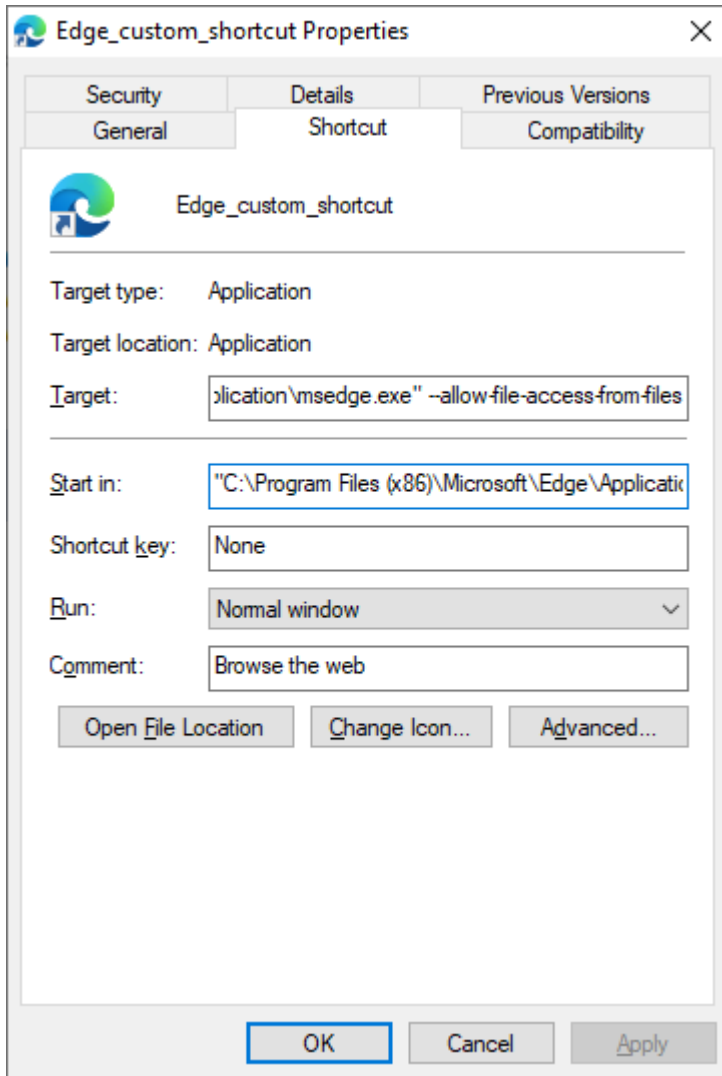 Edge_custom_shortcut Properties
Security Details Previous Versions
General Shortcut Compatibility
Edge_custom_shortcut
Target type: Application
Target location: Application
Target: plication\msedge.exe" --allow-file-access-from-files
Start in: "C:\Program Files (x86)\Microsoft\Edge\Applicatio
Shortcut key: None
Run: Normal window
Comment: Browse the web
Open File Location Change Icon... Advanced...
OK Cancel Apply